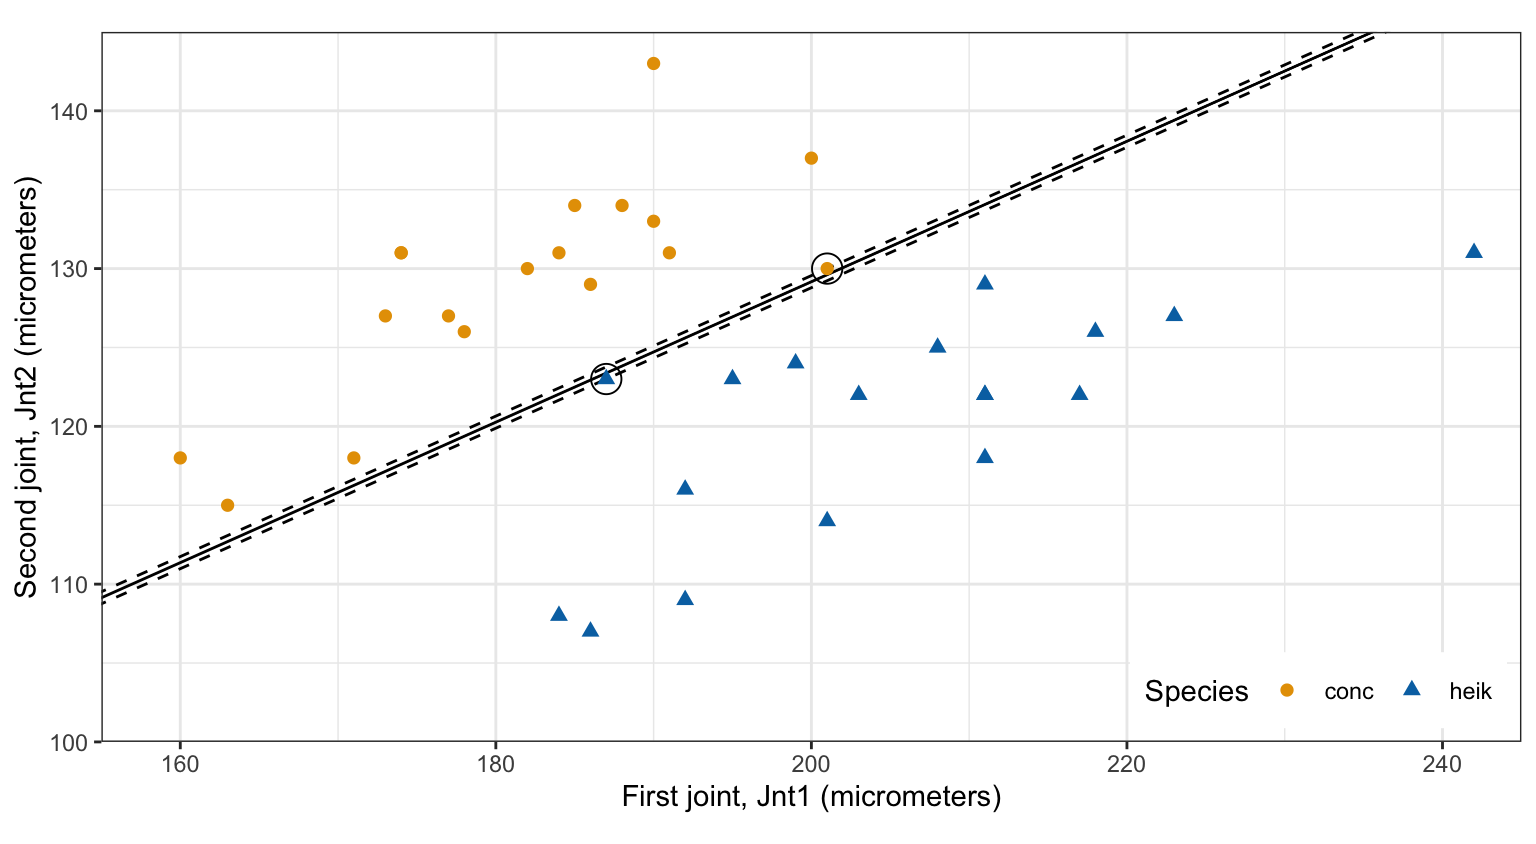 140
130
120
110
100
Second joint, Jnt2 (micrometers)
Species conc heik
160 180 200 220 240
First joint, Jnt1 (micrometers)